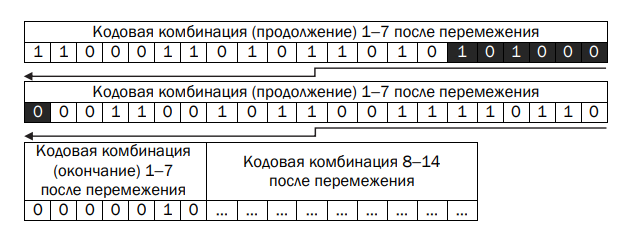 Кодовая комбинация (продолжение) 1–7 после перемежения
1 1 0 0 0 1 1 0 1 0 1 1 0 1 0 1 0 1 0 0 0
Кодовая комбинация (продолжение) 1–7 после перемежения
0 0 0 1 1 0 0 1 0 1 1 0 0 1 1 1 1 0 1 1 0
Кодовая комбинация
(окончание) 1–7
после перемежения
Кодовая комбинация 8–14
после перемежения
0 0 0 0 0 1 0 ... ... ... ... ... ... ... ... ...